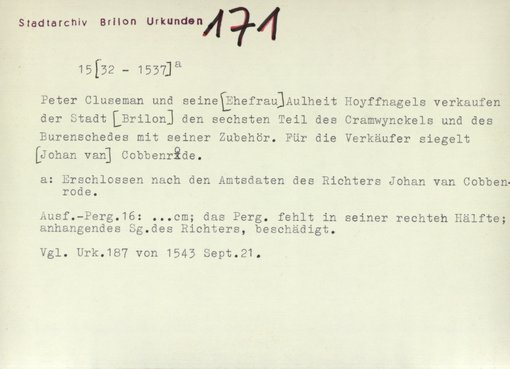 Stadtarchiv Brilon Urkunden 171
15[32 - 1537]a
Peter Cluseman und seine[Ehefrau]Aulheit Hoyffnagels verkaufen
der Stadt [Brilon] den sechsten Teil des Cramwynckels und des
Burenschedes mit seiner Zubehör. Für die Verkäufer siegelt
[Johan van] Cobbenrode.
a: Erschlossen nach den Amtsdaten des Richters Johan van Cobben-
rode.
Ausf.-Perg.16: ...cm; das Perg. fehlt in seiner rechten Hälfte;
anhangendes Sg.des Richters, beschädigt.
Vgl. Urk.187 von 1543 Sept.21.